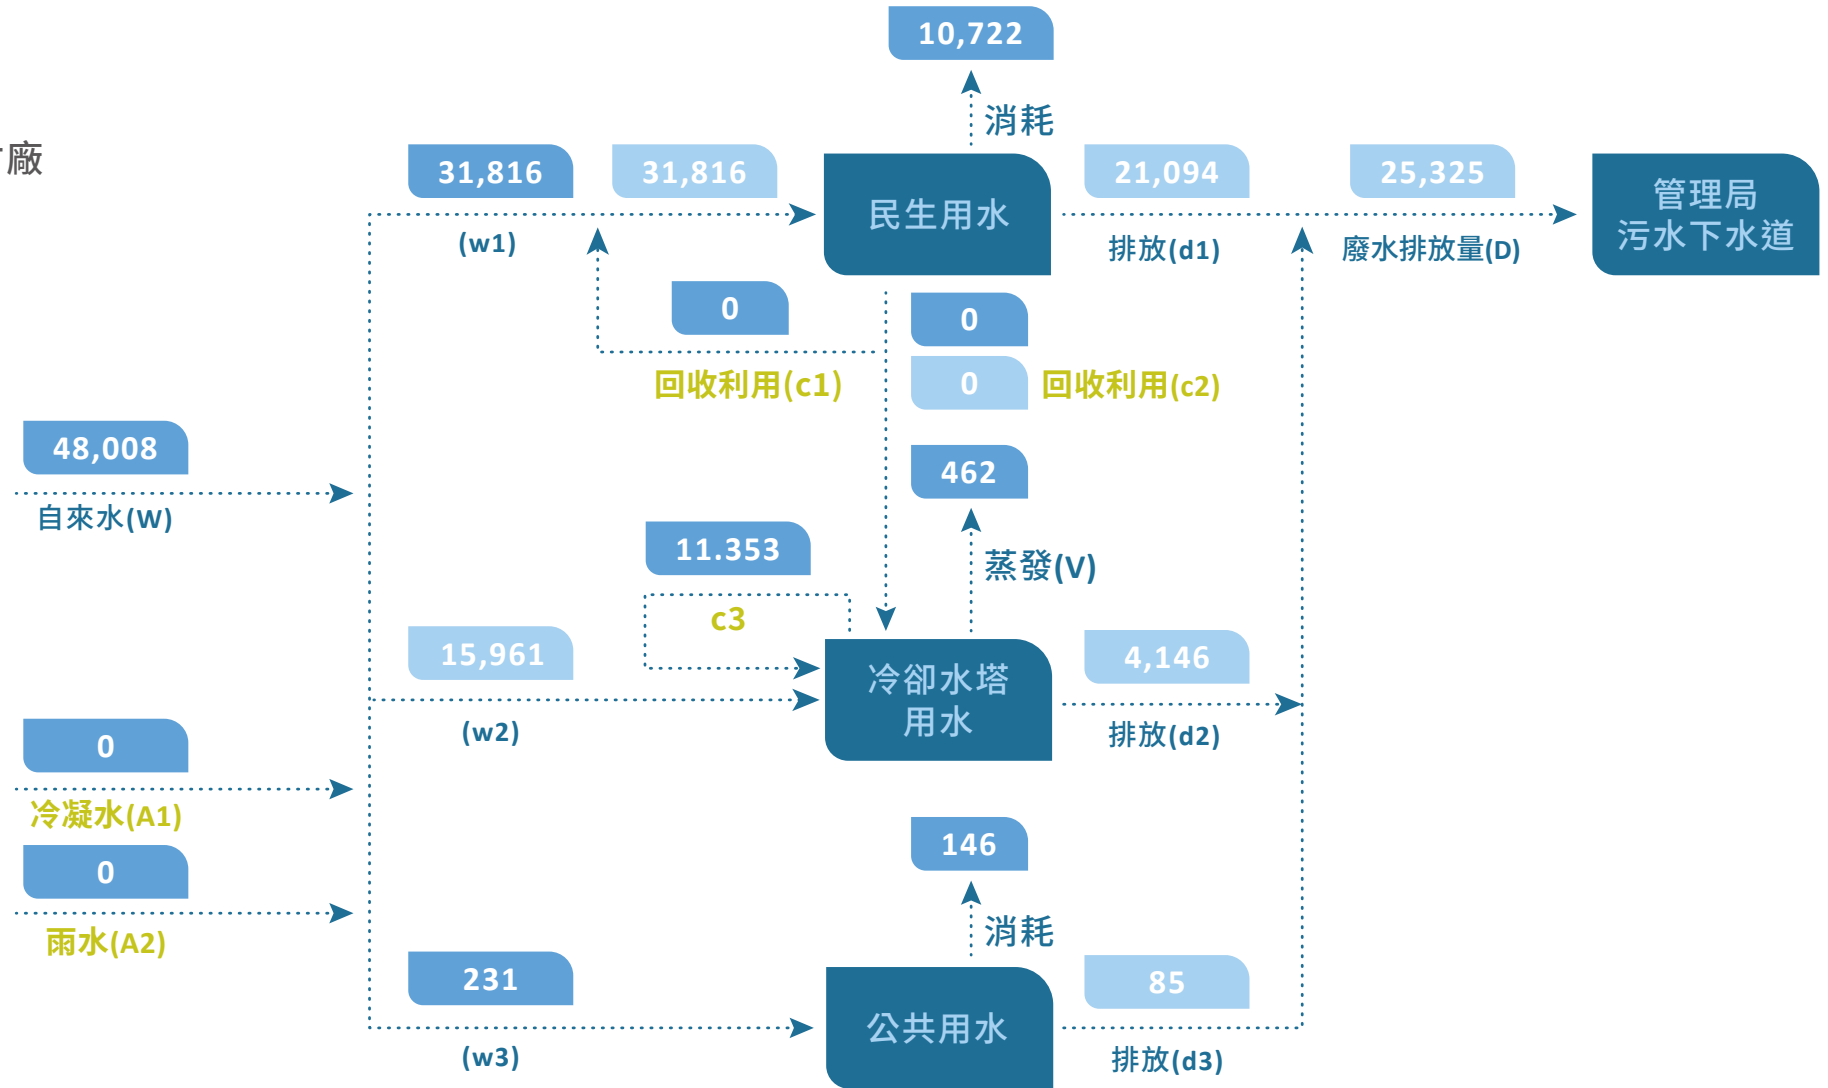 10,722
消耗
廠
31,816
31,816
21,094
25,325
民生用水
管理局
污水下水道
(w1)
排放(d1)
廢水排放量(D)
0
0
回收利用(c1)
0
回收利用(c2)
48,008
自來水(W)
462
11.353
蒸發(V)
c3
15,961
4,146
冷卻水塔
用水
(w2)
排放(d2)
0
冷凝水(A1)
0
雨水(A2)
146
消耗
231
85
公共用水
(w3)
排放(d3)